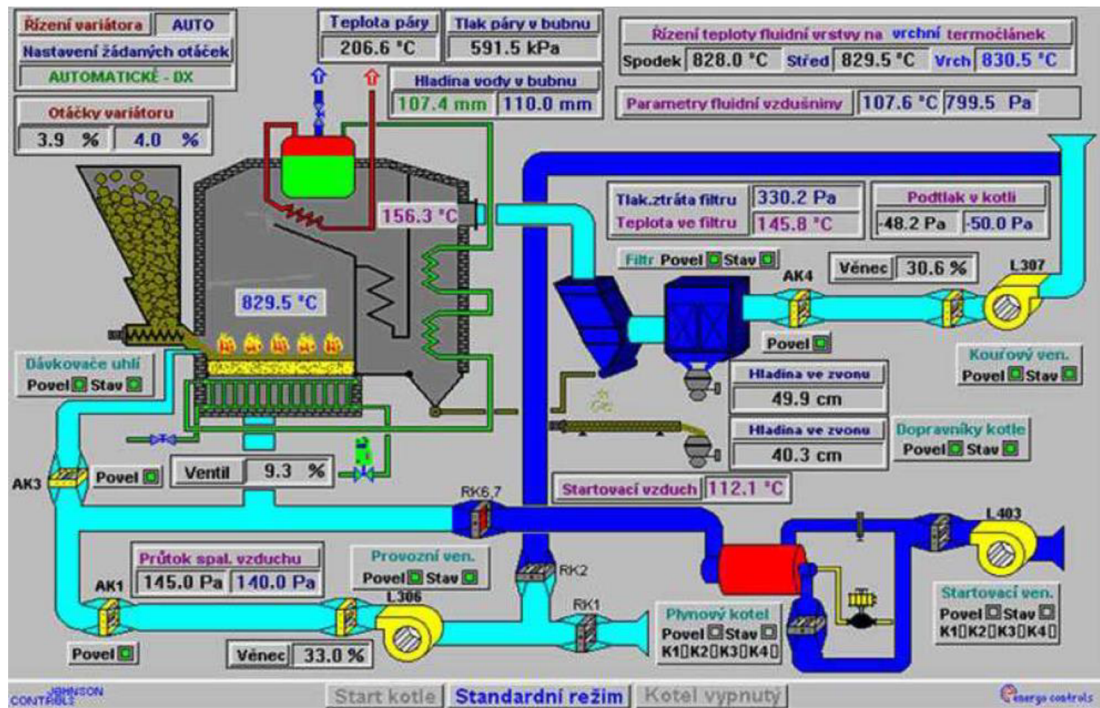 Řízení variátora AUTO
Nastavení žádaných otáček
AUTOMATICKÉ - DX
Otáčky variátoru
3.9 % 4.0 %
Teplota páry
206.6 °C
Tlak páry v bubnu
591.5 kPa
Hladina vody v bubnu
107.4 mm 110.0 mm
Řízení teploty fluidní vrstvy na vrchní termočlánek
Spodek 828.0 °C Střed 829.5 °C Vrch 830.5 °C
Parametry fluidní vzdušniny 107.6 °C 799.5 Pa
156.3 °C
829.5 °C
Tlak.ztráta filtru 330.2 Pa
Teplota ve filtru 145.8 °C
Podtlak v kotli
-48.2 Pa -50.0 Pa
Filtr Povel Stav
AK4
Věnec 30.6 %
L307
Povel
Kouřový ven.
Povel Stav
Dávkovače uhlí
Povel Stav
Hladina ve zvonu
49.9 cm
Hladina ve zvonu
40.3 cm
Dopravníky kotle
Povel Stav
AK3
Povel
Ventil 9.3 %
Startovací vzduch 112.1 °C
RK6,7
L403
Průtok spal. vzduchu
145.0 Pa 140.0 Pa
Provozní ven.
Povel Stav
RK2
AK1
L306
RK1
Plynový kotel
Povel Stav
K1 K2 K3 K4
Startovací ven.
Povel Stav
K1 K2 K3 K4
Povel
Věnec 33.0 %
JOHNSON
CONTROLS
Start kotle Standardní režim Kotel vypnutý
energo controls